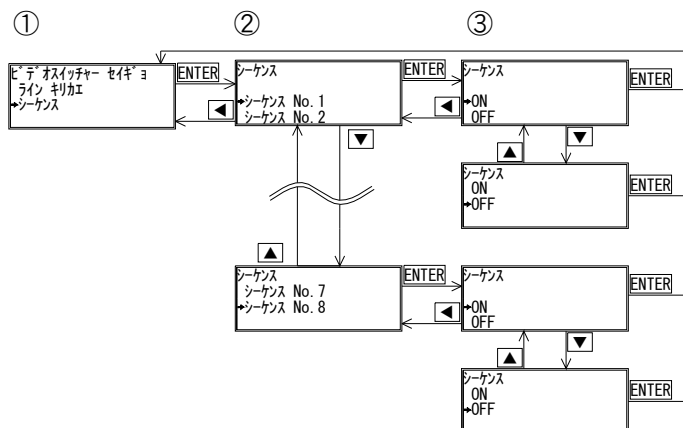 ① ② ③
ビデオスイッチャー セイギョ
ライン キリカエ
➔シーケンス
ENTER
◀
シーケンス
➔シーケンス No.1
シーケンス No.2
ENTER
◀
▼
シーケンス
➔ON
OFF
ENTER
▲
▼
シーケンス
ON
➔OFF
ENTER
▲
シーケンス
シーケンス No.7
➔シーケンス No.8
ENTER
◀
シーケンス
➔ON
OFF
ENTER
▲
▼
シーケンス
ON
➔OFF
ENTER